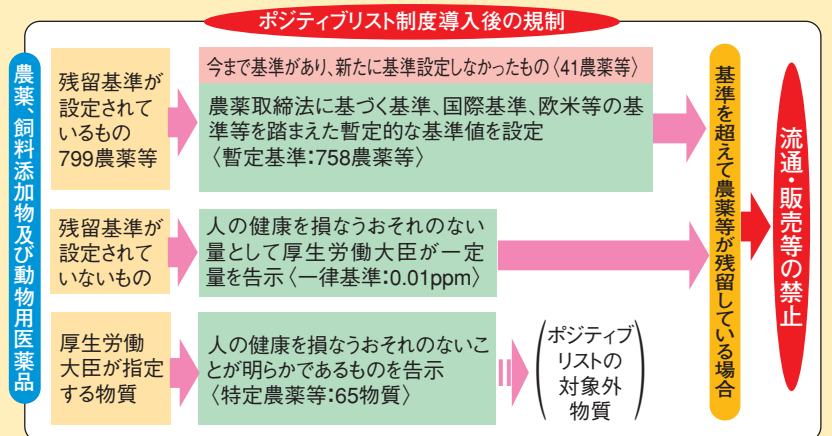 ポジティブリスト制度導入後の規制
農薬、飼料添加物及び動物用医薬品
残留基準が
設定されて
いるもの
799農薬等
今まで基準があり、新たに基準設定しなかったもの〈41農薬等〉
農薬取締法に基づく基準、国際基準、欧米等の基
準等を踏まえた暫定的な基準値を設定
〈暫定基準:758農薬等〉
残留基準が
設定されて
いないもの
人の健康を損なうおそれのない
量として厚生労働大臣が一定
量を告示〈一律基準:0.01ppm〉
厚生労働
大臣が指定
する物質
人の健康を損なうおそれのないこ
とが明らかであるものを告示
〈特定農薬等:65物質〉
(ポジティブ
リストの
対象外
物質)
基準を超えて農薬等が残留している場合
流通・販売等の禁止